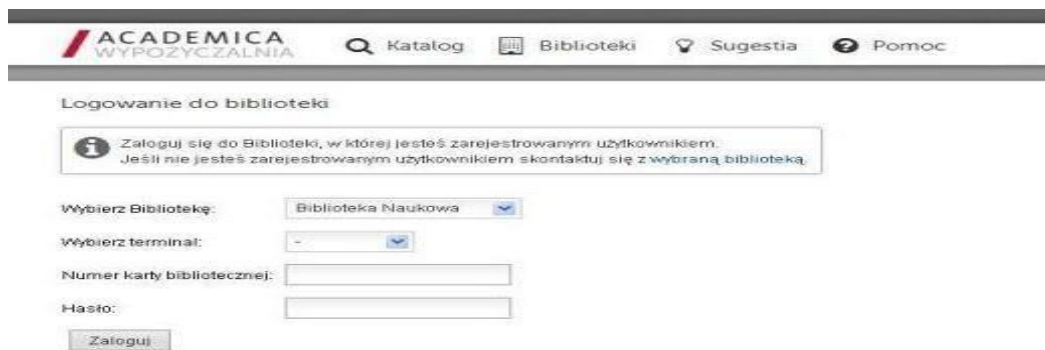 ACADEMICA
WYPOZYCZALNIA
Katalog Biblioteki Sugestia Pomoc
Logowanie do biblioteki
Zaloguj się do Biblioteki, w której jesteś zarejestrowanym użytkownikiem.
Jeśli nie jesteś zarejestrowanym użytkownikiem skontaktuj się z wybraną biblioteką.
Wybierz Bibliotekę: Biblioteka Naukowa
Wybierz terminal: -
Numer karty bibliotecznej:
Hasło:
Zaloguj